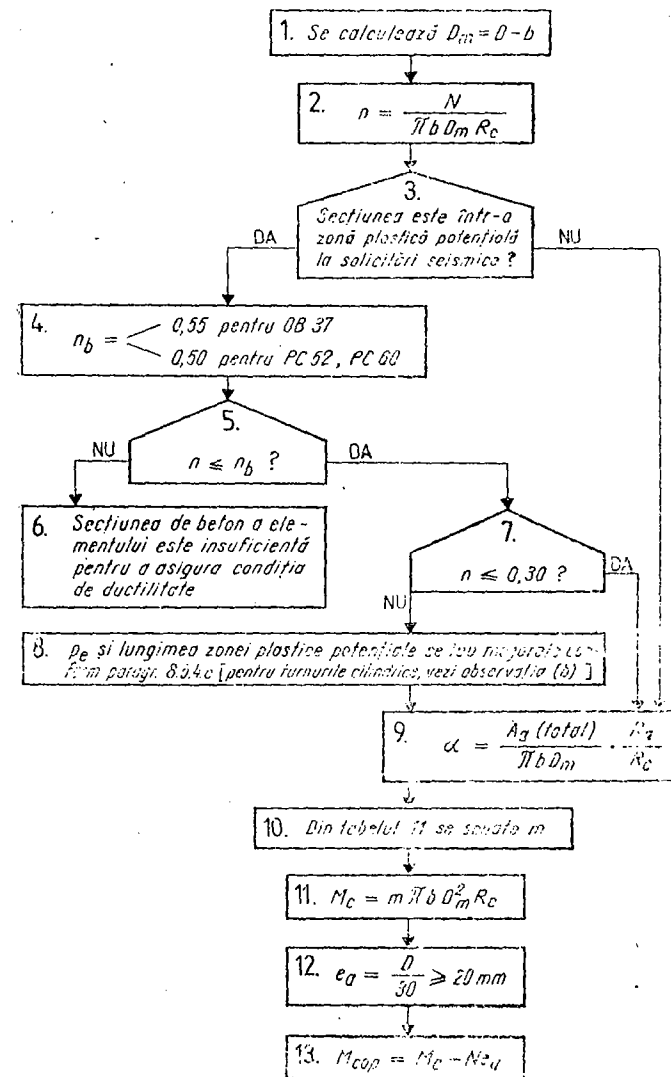 1. Se calculează D_m = D – b
2. n = N / (π b D_m R_c)
3.
Secțiunea este într-o
zonă plastică potențială
la solicitări seismice ?
DA
NU
4. n_b =
0,55 pentru OB 37
0,50 pentru PC 52, PC 60
5.
n ≤ n_b ?
NU
DA
6. Secțiunea de beton a ele-
mentului este insuficientă
pentru a asigura condiția
de ductilitate
7.
n ≤ 0,30 ?
DA
NU
8. p_e și lungimea zonei plastice potențiale se iau majorate con-
form paragr. [pentru turnurile cilindrice, vezi observația (b) ]
9. α = A_a (total) / (π b D_m) · R_a / R_c
10. Din tabelul se m
11. M_c = m π b D_m² R_c
12. e_a = D / 30 ≥ 20 mm
13. M_cap = M_c – Ne_a